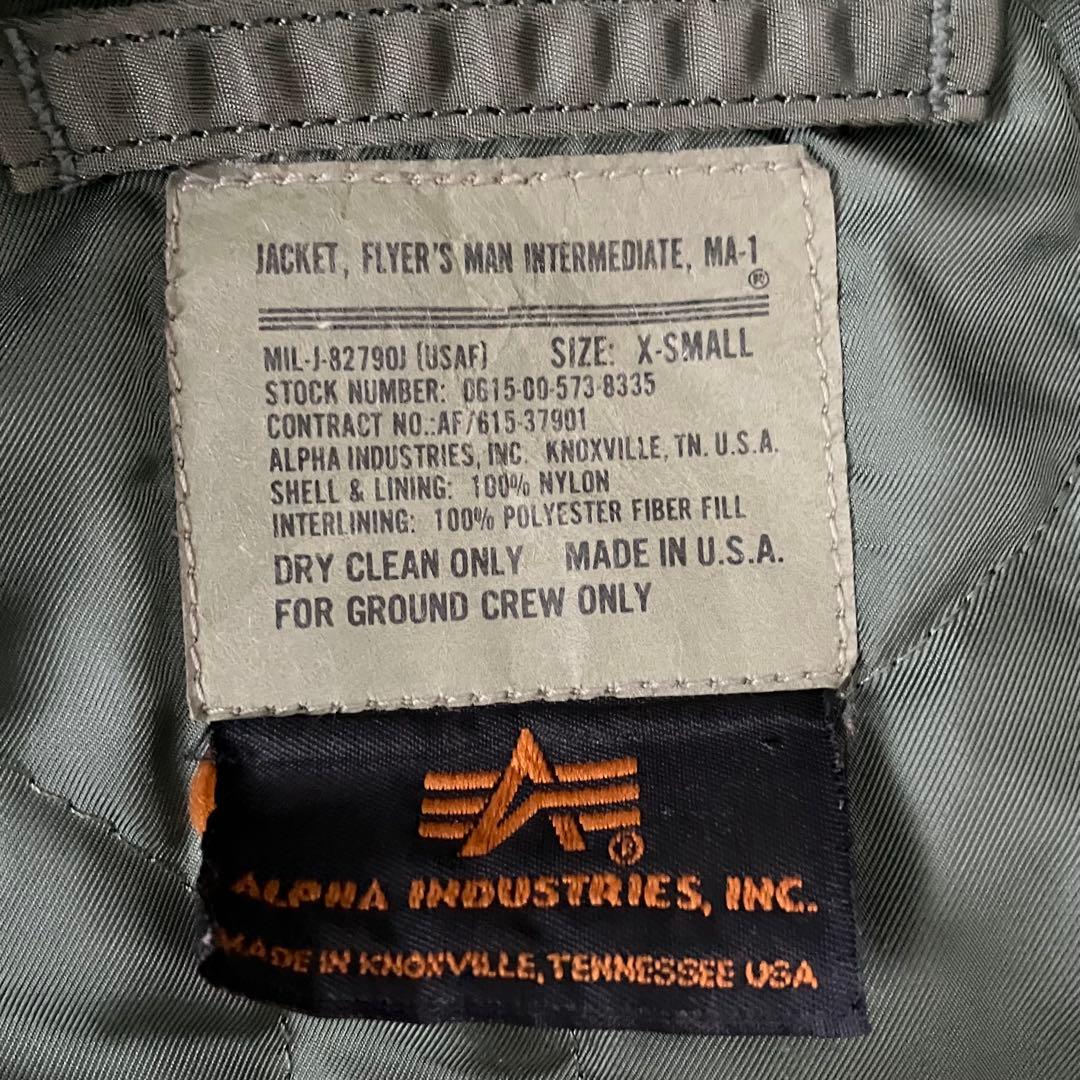 JACKET, FLYER'S MAN INTERMEDIATE, MA-1
®
MIL-J-82790J (USAF) SIZE: X-SMALL
STOCK NUMBER: 0615-00-573-8335
CONTRACT NO.:AF/615-37901
ALPHA INDUSTRIES, INC. KNOXVILLE, TN. U.S.A.
SHELL & LINING: 100% NYLON
INTERLINING: 100% POLYESTER FIBER FILL
DRY CLEAN ONLY MADE IN U.S.A.
FOR GROUND CREW ONLY
®
ALPHA INDUSTRIES, INC.
MADE IN KNOXVILLE, TENNESSEE USA